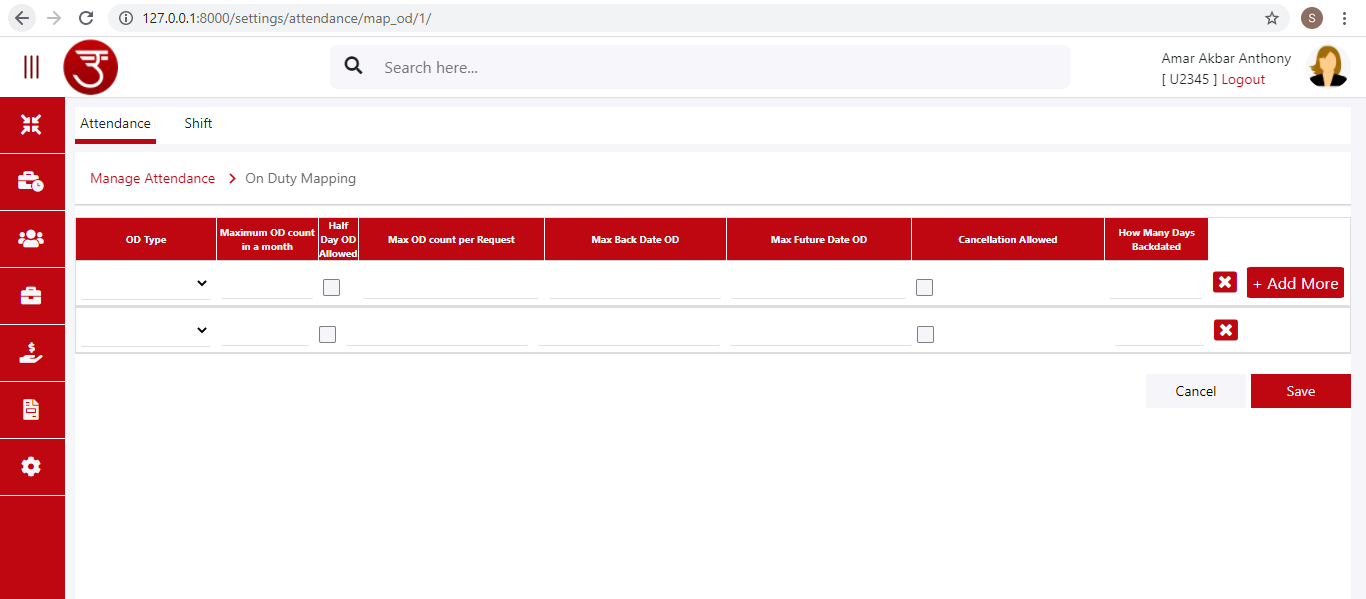 127.0.0.1:8000/settings/attendance/map_od/1/
S
Search here...
Amar Akbar Anthony
[ U2345 ] Logout
Attendance Shift
Manage Attendance On Duty Mapping
OD Type
Maximum OD count
in a month
Half
Day OD
Allowed
Max OD count per Request
Max Back Date OD
Max Future Date OD
Cancellation Allowed
How Many Days
Backdated
+ Add More
Cancel
Save